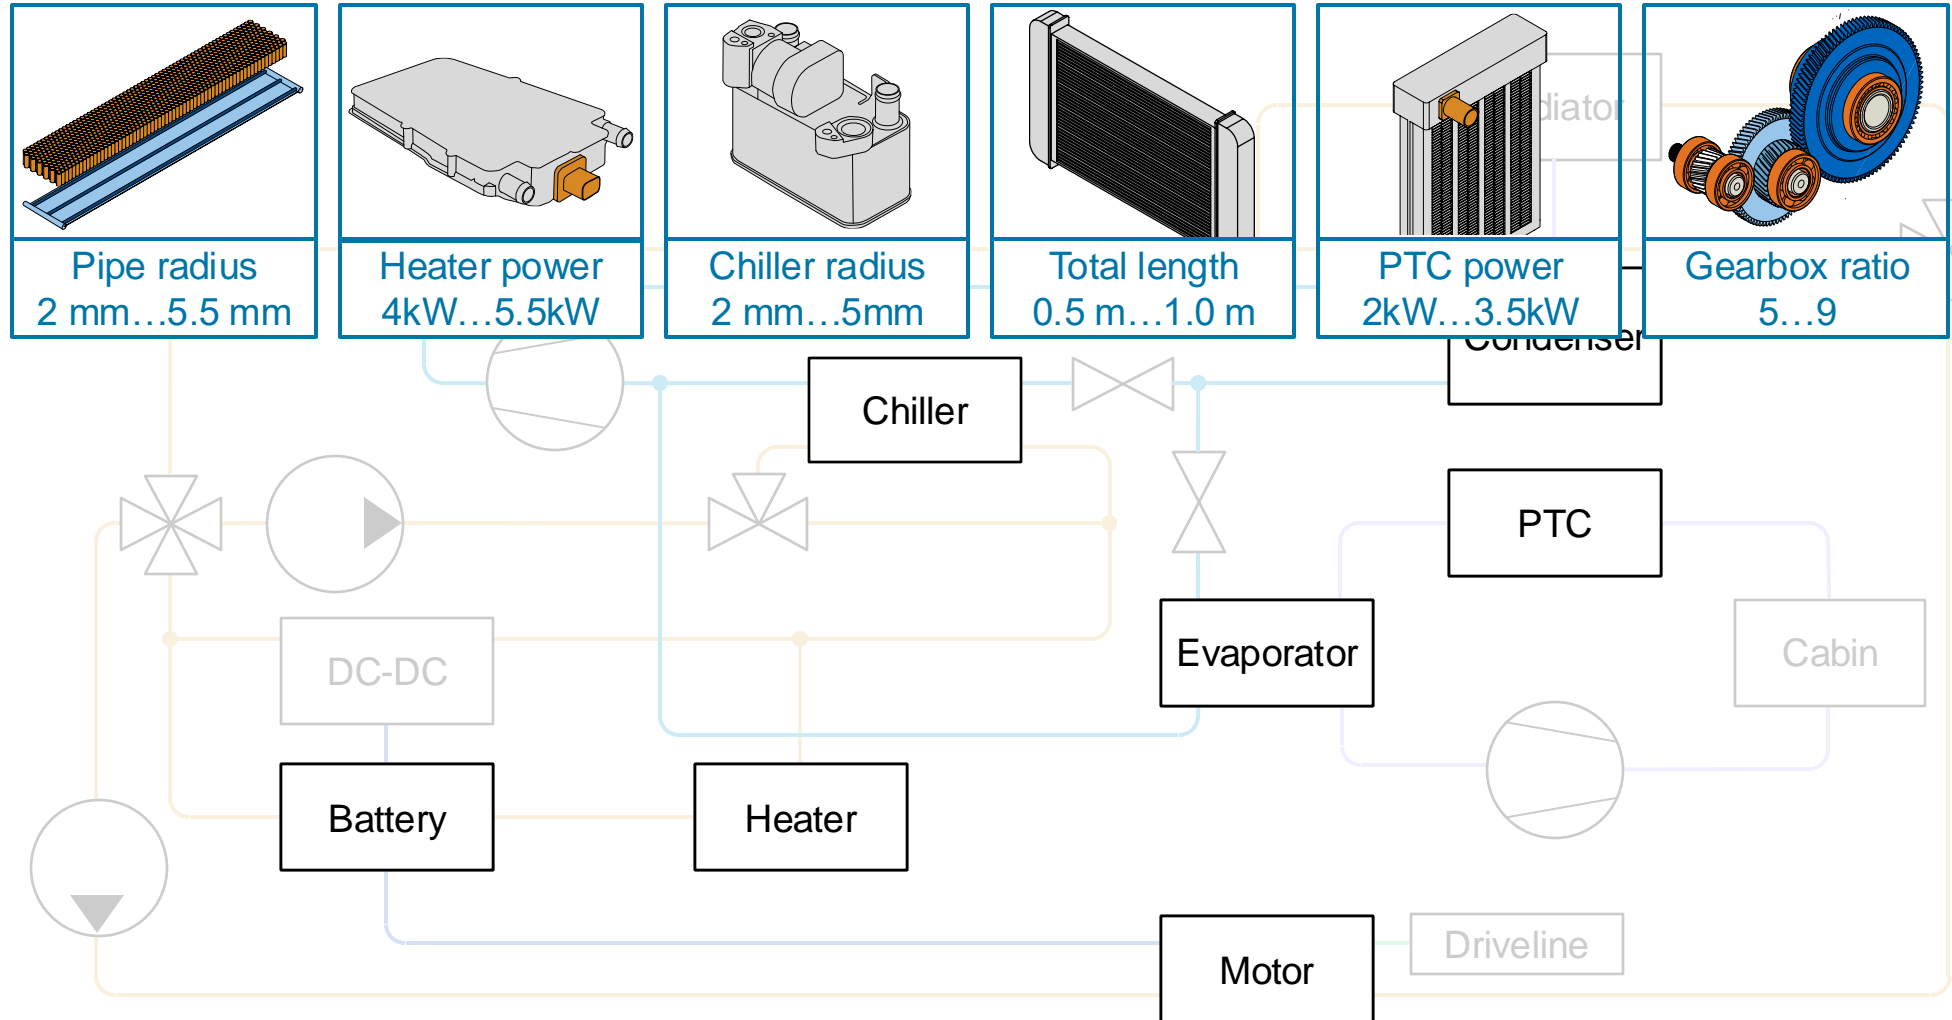 Pipe radius
2 mm…5.5 mm
Heater power
4kW…5.5kW
Chiller radius
2 mm…5mm
Total length
0.5 m…1.0 m
PTC power
2kW…3.5kW
Gearbox ratio
5…9
diator
Condenser
Chiller
PTC
Evaporator
Cabin
DC-DC
Battery
Heater
Driveline
Motor